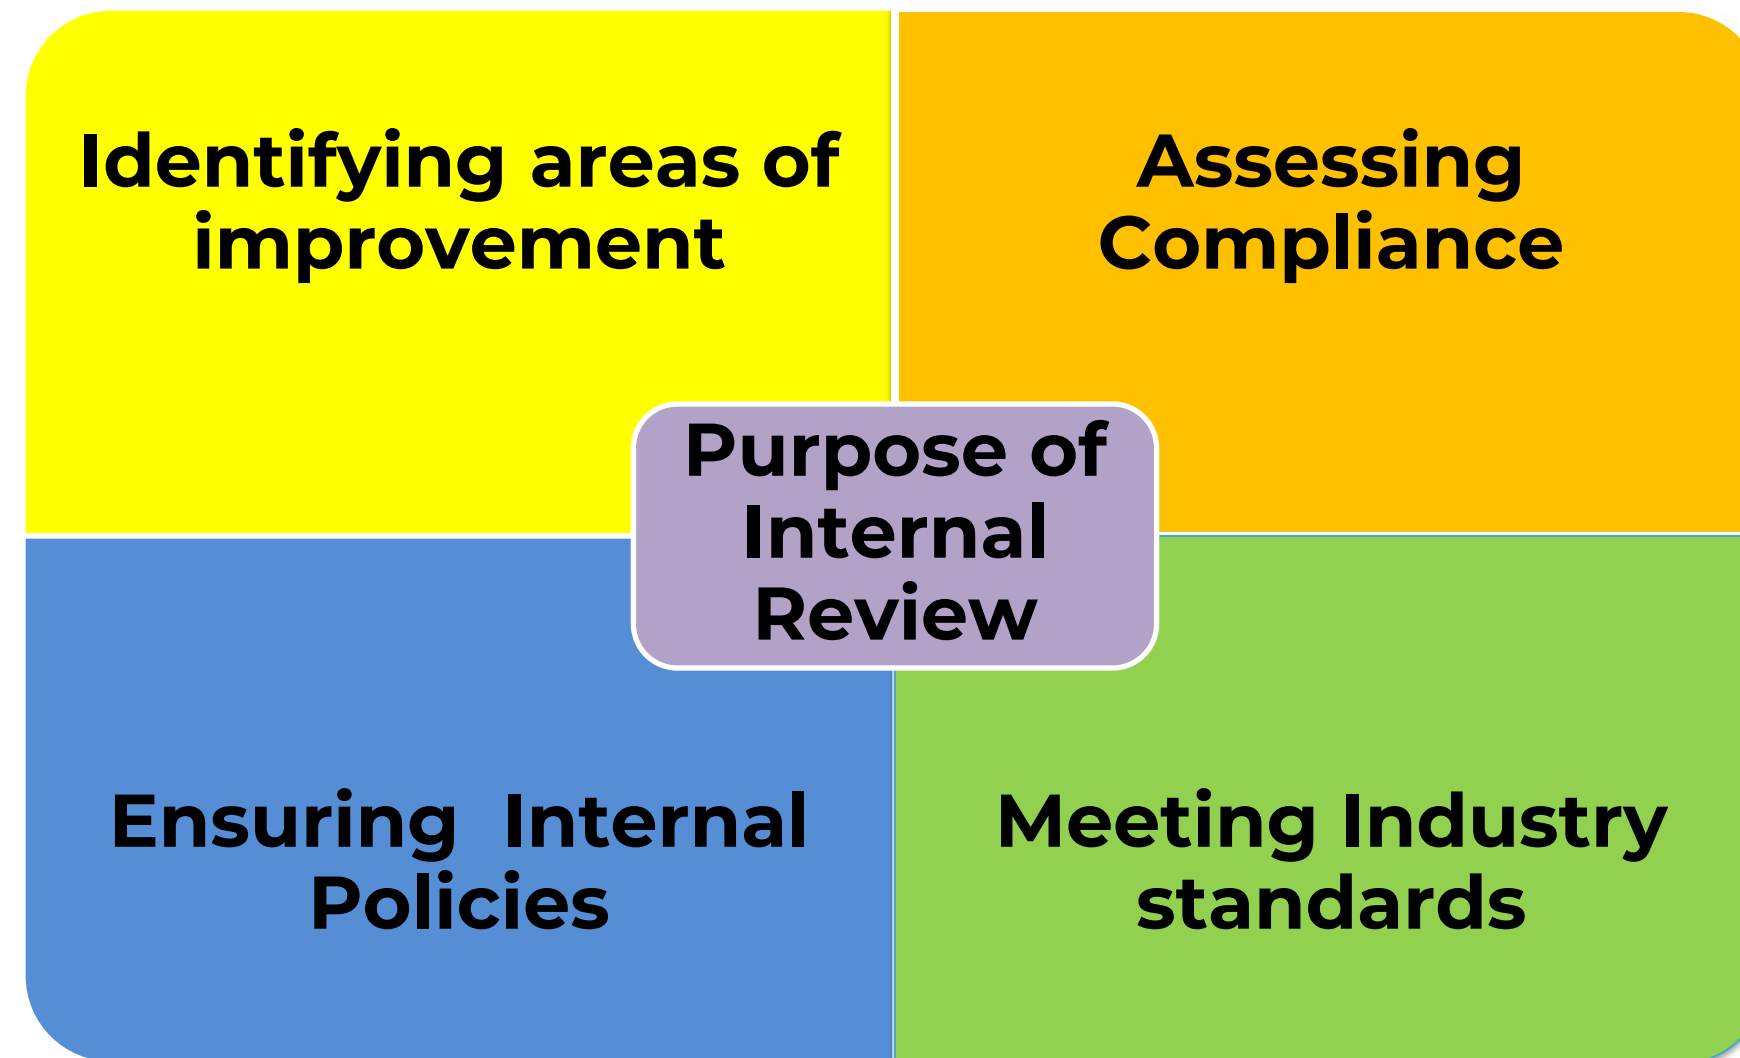 Identifying areas of
improvement
Assessing
Compliance
Purpose of
Internal
Review
Ensuring  Internal
Policies
Meeting Industry
standards